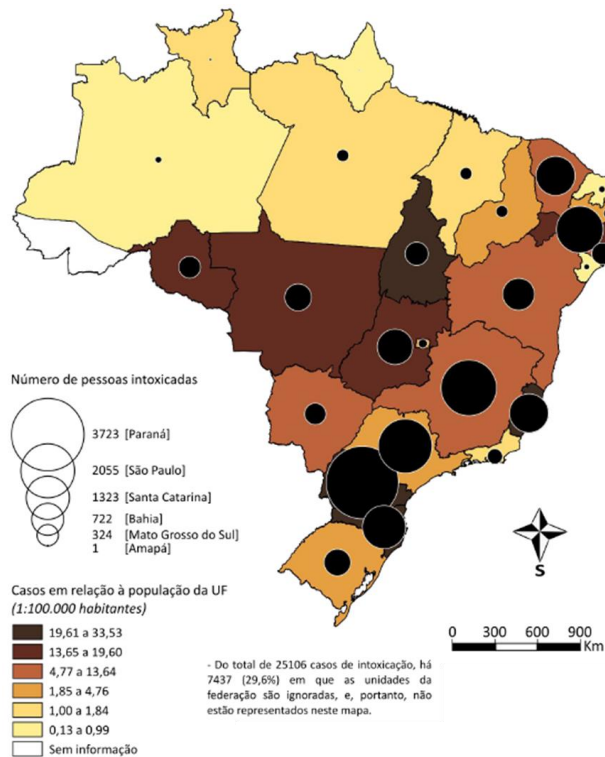 Número de pessoas intoxicadas
3723 [Paraná]
2055 [São Paulo]
1323 [Santa Catarina]
722 [Bahia]
324 [Mato Grosso do Sul]
1 [Amapá]
S
Casos em relação à população da UF
(1:100.000 habitantes)
19,61 a 33,53
13,65 a 19,60
4,77 a 13,64
1,85 a 4,76
1,00 a 1,84
0,13 a 0,99
Sem informação
0 300 600 900
Km
- Do total de 25106 casos de intoxicação, há
7437 (29,6%) em que as unidades da
federação são ignoradas, e, portanto, não
estão representados neste mapa.